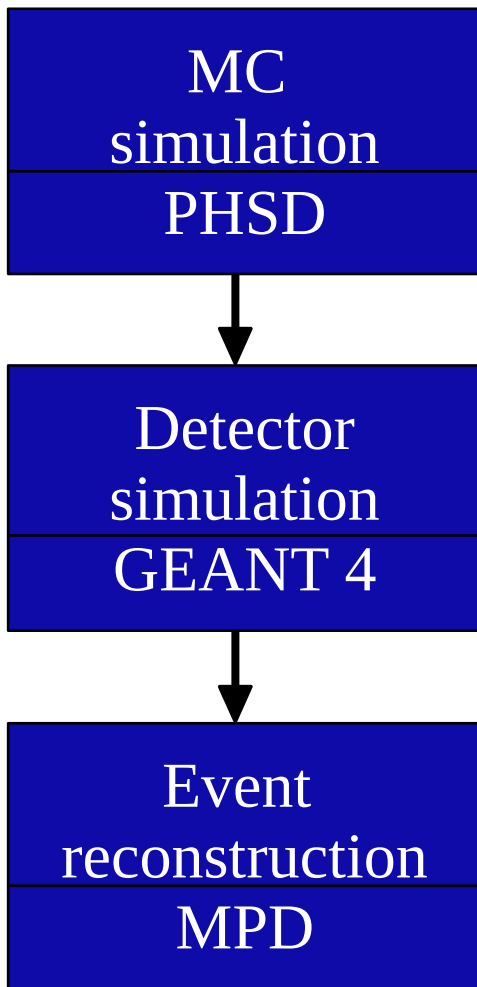 MC
simulation
PHSD
Detector
simulation
GEANT 4
Event
reconstruction
MPD